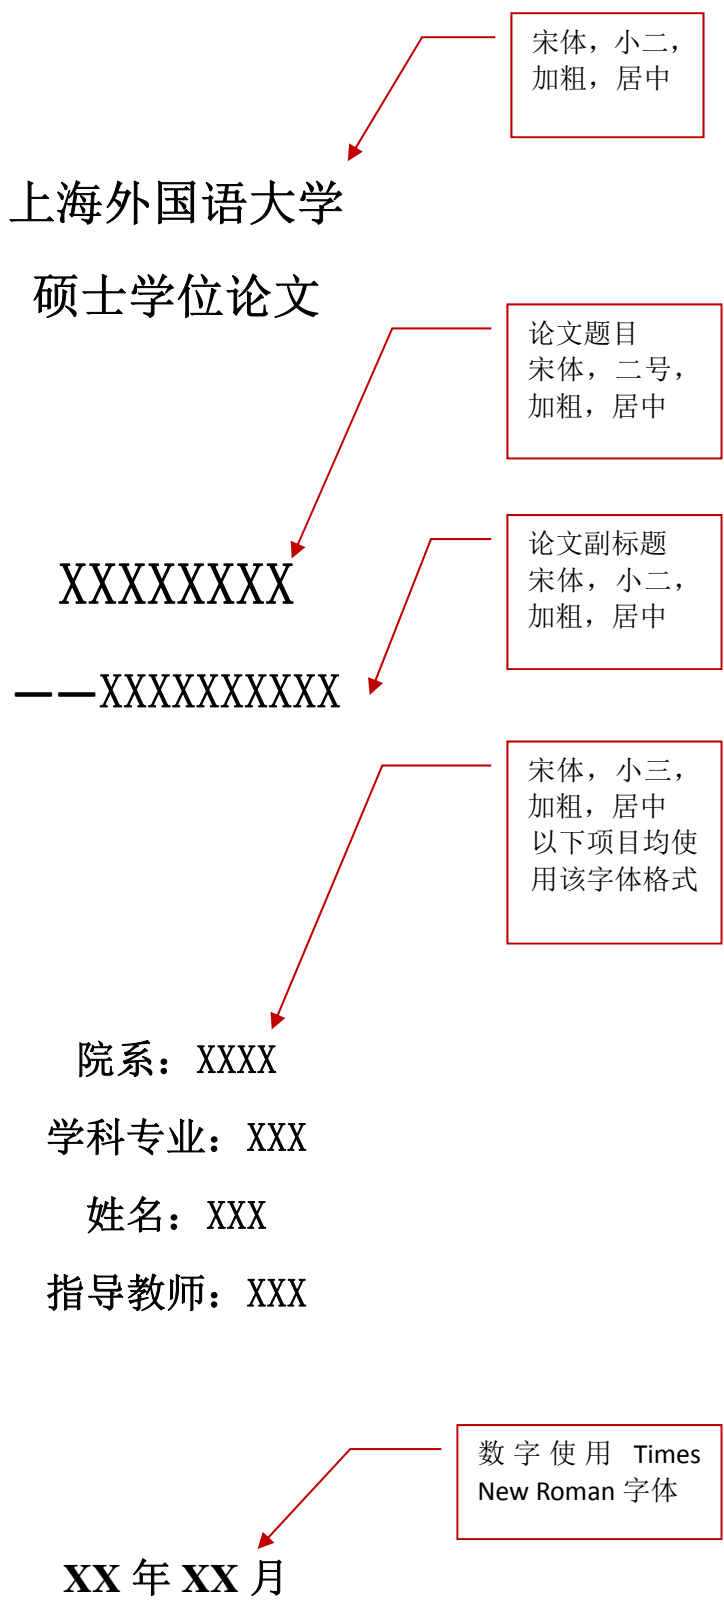 宋体，小二，
加粗，居中
上海外国语大学
硕士学位论文
论文题目
宋体，二号，
加粗，居中
XXXXXXXX
论文副标题
宋体，小二，
加粗，居中
——XXXXXXXXXX
宋体，小三，
加粗，居中
以下项目均使
用该字体格式
院系：XXXX
学科专业：XXX
姓名：XXX
指导教师：XXX
数字使用 Times
New Roman 字体
XX 年 XX 月